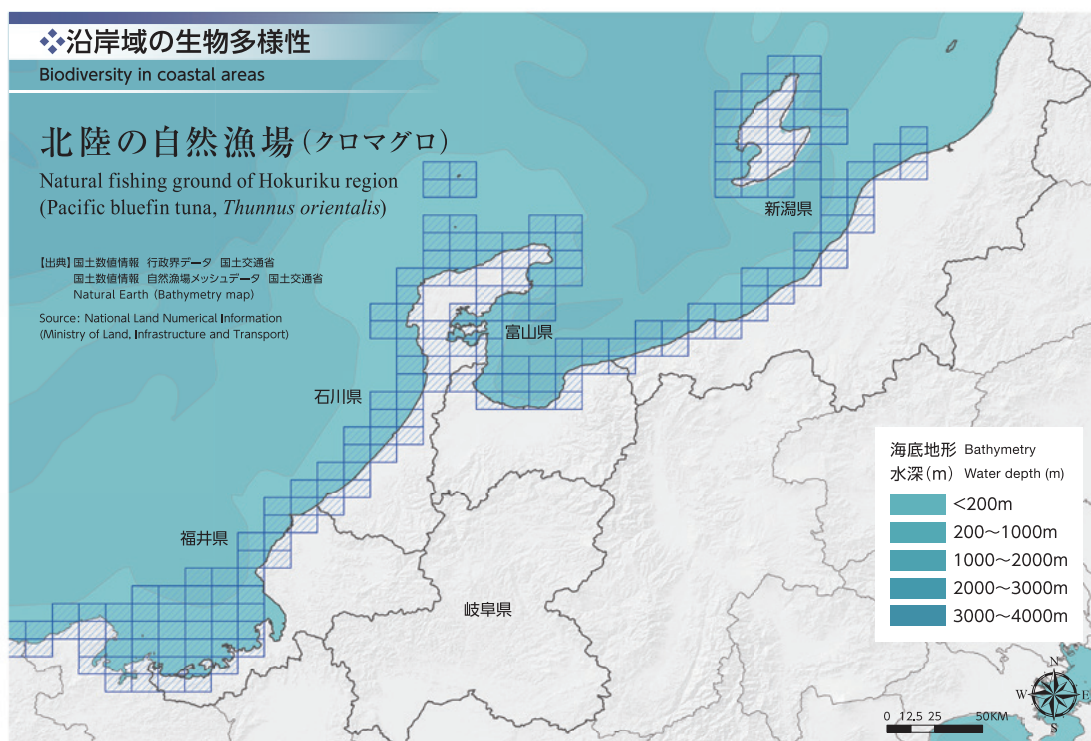 ❖沿岸域の生物多様性
Biodiversity in coastal areas
北陸の自然漁場(クロマグロ)
Natural fishing ground of Hokuriku region
(Pacific bluefin tuna, Thunnus orientalis)
【出典】国土数値情報 行政界データ 国土交通省
国土数値情報 自然漁場メッシュデータ 国土交通省
Natural Earth (Bathymetry map)
Source: National Land Numerical Information
(Ministry of Land, Infrastructure and Transport)
新潟県
富山県
石川県
福井県
岐阜県
海底地形 Bathymetry
水深(m) Water depth (m)
<200m
200〜1000m
1000〜2000m
2000〜3000m
3000〜4000m
N
W E
S
0 12.5 25 50KM